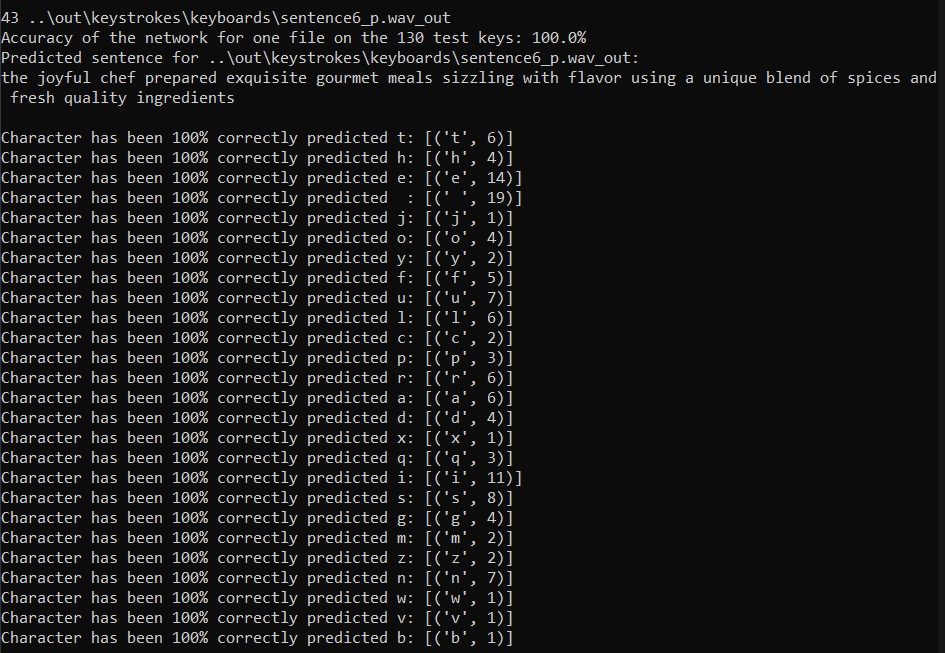 43 ..\out\keystrokes\keyboards\sentence6_p.wav_out
Accuracy of the network for one file on the 130 test keys: 100.0%
Predicted sentence for ..\out\keystrokes\keyboards\sentence6_p.wav_out:
the joyful chef prepared exquisite gourmet meals sizzling with flavor using a unique blend of spices and
 fresh quality ingredients

Character has been 100% correctly predicted t: [('t', 6)]
Character has been 100% correctly predicted h: [('h', 4)]
Character has been 100% correctly predicted e: [('e', 14)]
Character has been 100% correctly predicted  : [(' ', 19)]
Character has been 100% correctly predicted j: [('j', 1)]
Character has been 100% correctly predicted o: [('o', 4)]
Character has been 100% correctly predicted y: [('y', 2)]
Character has been 100% correctly predicted f: [('f', 5)]
Character has been 100% correctly predicted u: [('u', 7)]
Character has been 100% correctly predicted l: [('l', 6)]
Character has been 100% correctly predicted c: [('c', 2)]
Character has been 100% correctly predicted p: [('p', 3)]
Character has been 100% correctly predicted r: [('r', 6)]
Character has been 100% correctly predicted a: [('a', 6)]
Character has been 100% correctly predicted d: [('d', 4)]
Character has been 100% correctly predicted x: [('x', 1)]
Character has been 100% correctly predicted q: [('q', 3)]
Character has been 100% correctly predicted i: [('i', 11)]
Character has been 100% correctly predicted s: [('s', 8)]
Character has been 100% correctly predicted g: [('g', 4)]
Character has been 100% correctly predicted m: [('m', 2)]
Character has been 100% correctly predicted z: [('z', 2)]
Character has been 100% correctly predicted n: [('n', 7)]
Character has been 100% correctly predicted w: [('w', 1)]
Character has been 100% correctly predicted v: [('v', 1)]
Character has been 100% correctly predicted b: [('b', 1)]